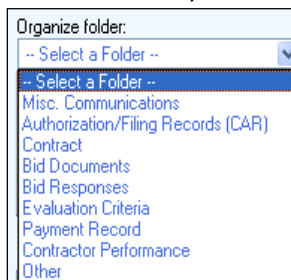 Organize folder:
-- Select a Folder --
-- Select a Folder --
Misc. Communications
Authorization/Filing Records (CAR)
Contract
Bid Documents
Bid Responses
Evaluation Criteria
Payment Record
Contractor Performance
Other